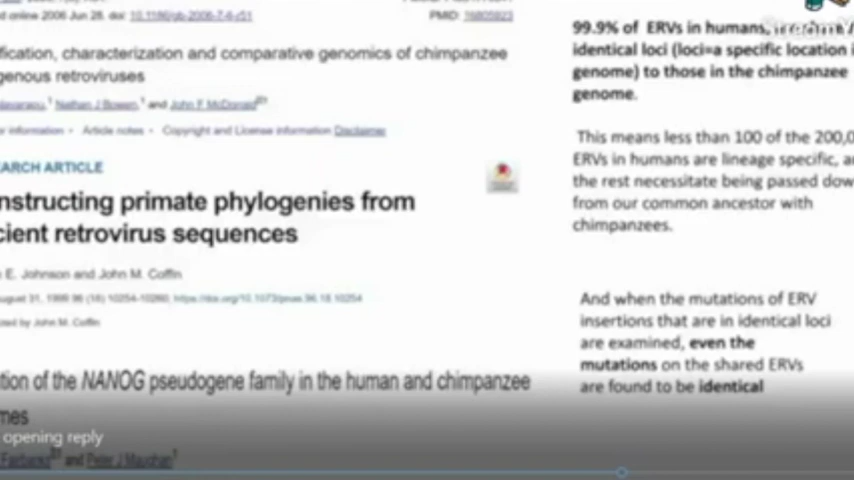 online 2006 Jun 28. doi: 10.1186/gb-2006-7-6-r51
PMID: 16805923
fication, characterization and comparative genomics of chimpanzee
genous retroviruses
Nathan J Bowen, and John F McDonald
information • Article notes • Copyright and License information Disclaimer
EARCH ARTICLE
nstructing primate phylogenies from
cient retrovirus sequences
E. Johnson and John M. Coffin
ugust 31, 1999 96 (18) 10254-10260; https://doi.org/10.1073/pnas.96.18.10254
by John M. Coffin
tion of the NANOG pseudogene family in the human and chimpanzee
mes
opening reply
Fairbanks and Peter J Maughan
99.9% of ERVs in humans,
identical loci (loci=a specific location i
genome) to those in the chimpanzee
genome.
This means less than 100 of the 200,0
ERVs in humans are lineage specific, a
the rest necessitate being passed dow
from our common ancestor with
chimpanzees.
And when the mutations of ERV
insertions that are in identical loci
are examined, even the
mutations on the shared ERVs
are found to be identical